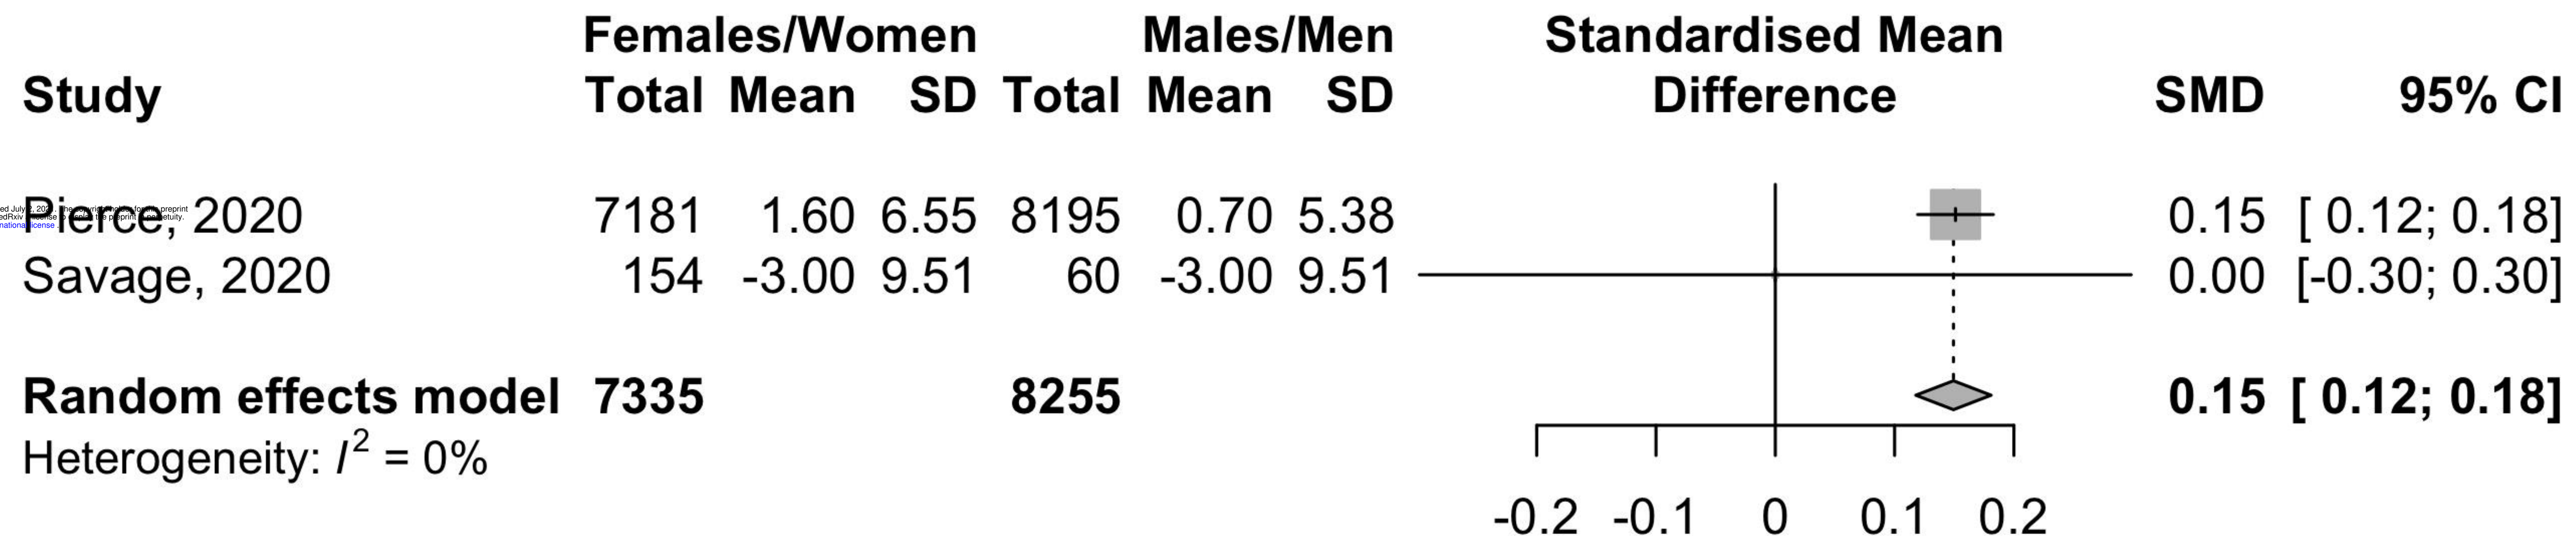 Females/Women Males/Men Standardised Mean
Study Total Mean SD Total Mean SD Difference SMD 95% CI
Pierce, 2020 7181 1.60 6.55 8195 0.70 5.38 0.15 [ 0.12; 0.18]
Savage, 2020 154 -3.00 9.51 60 -3.00 9.51 0.00 [-0.30; 0.30]
Random effects model 7335 8255 0.15 [ 0.12; 0.18]
Heterogeneity: I² = 0%
-0.2 -0.1 0 0.1 0.2